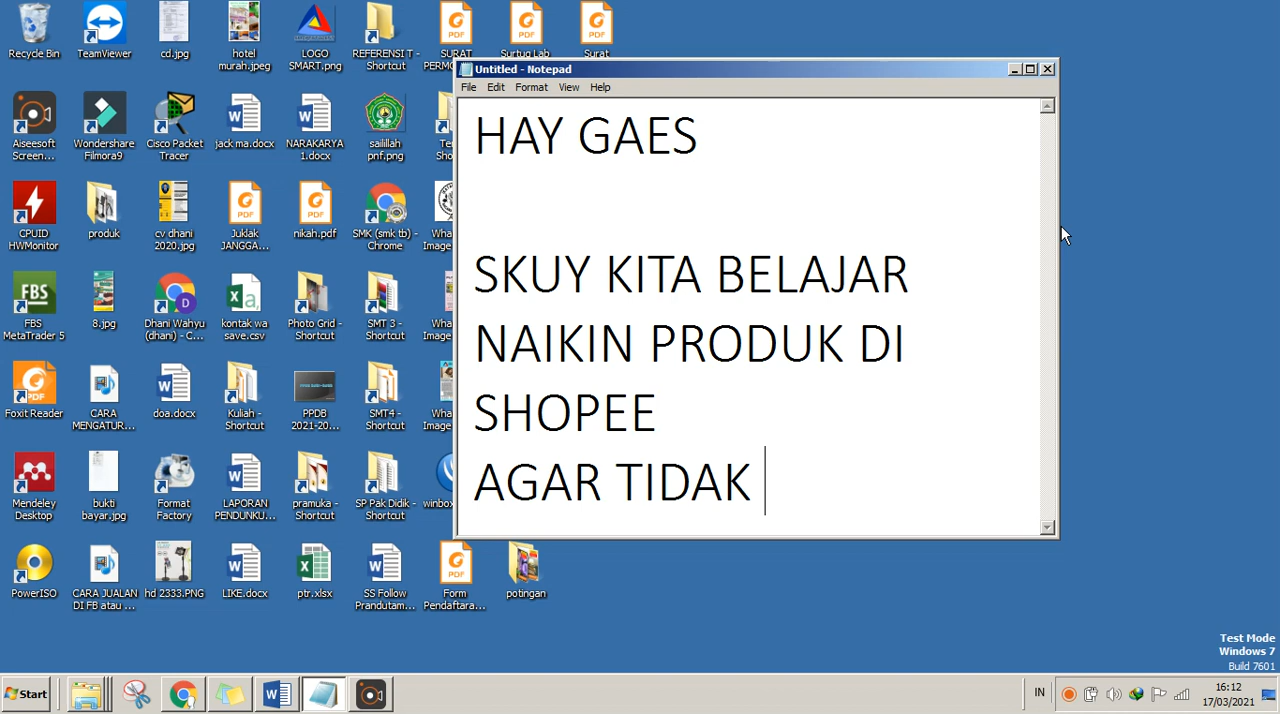 Recycle Bin
TeamViewer
cd.jpg
hotel
murah.jpeg
LOGO
SMART.png
REFERENSI T -
Shortcut
SURAT
Surtug Lab
Surat
Untitled - Notepad
File Edit Format View Help
HAY GAES
SKUY KITA BELAJAR
NAIKIN PRODUK DI
SHOPEE
AGAR TIDAK
Aiseesoft
Screen...
Wondershare
Filmora9
Cisco Packet
Tracer
jack ma.docx
NARAKARYA
1.docx
sailillah
pnf.png
CPUID
HWMonitor
produk
cv dhani
2020.jpg
Juklak
JANGGA...
nikah.pdf
SMK (smk tb) -
Chrome
FBS
FBS
MetaTrader 5
8.jpg
Dhani Wahyu
(dhani) - C...
kontak wa
save.csv
Photo Grid -
Shortcut
SMT 3 -
Shortcut
Foxit Reader
CARA
MENGATUR...
doa.docx
Kuliah -
Shortcut
PPDB
2021-20...
SMT4 -
Shortcut
Mendeley
Desktop
bukti
bayar.jpg
Format
Factory
LAPORAN
PENDUNKU...
pramuka -
Shortcut
SP Pak Didik -
Shortcut
winbox
PowerISO
CARA JUALAN
DI FB atau ...
hd 2333.PNG
LIKE.docx
ptr.xlsx
SS Follow
Prandutam...
Form
Pendaftara...
potingan
Test Mode
Windows 7
Build 7601
Start
IN
16:12
17/03/2021